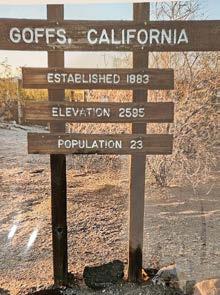 GOFFS, CALIFORNIA
ESTABLISHED 1883
ELEVATION 2595
POPULATION 23